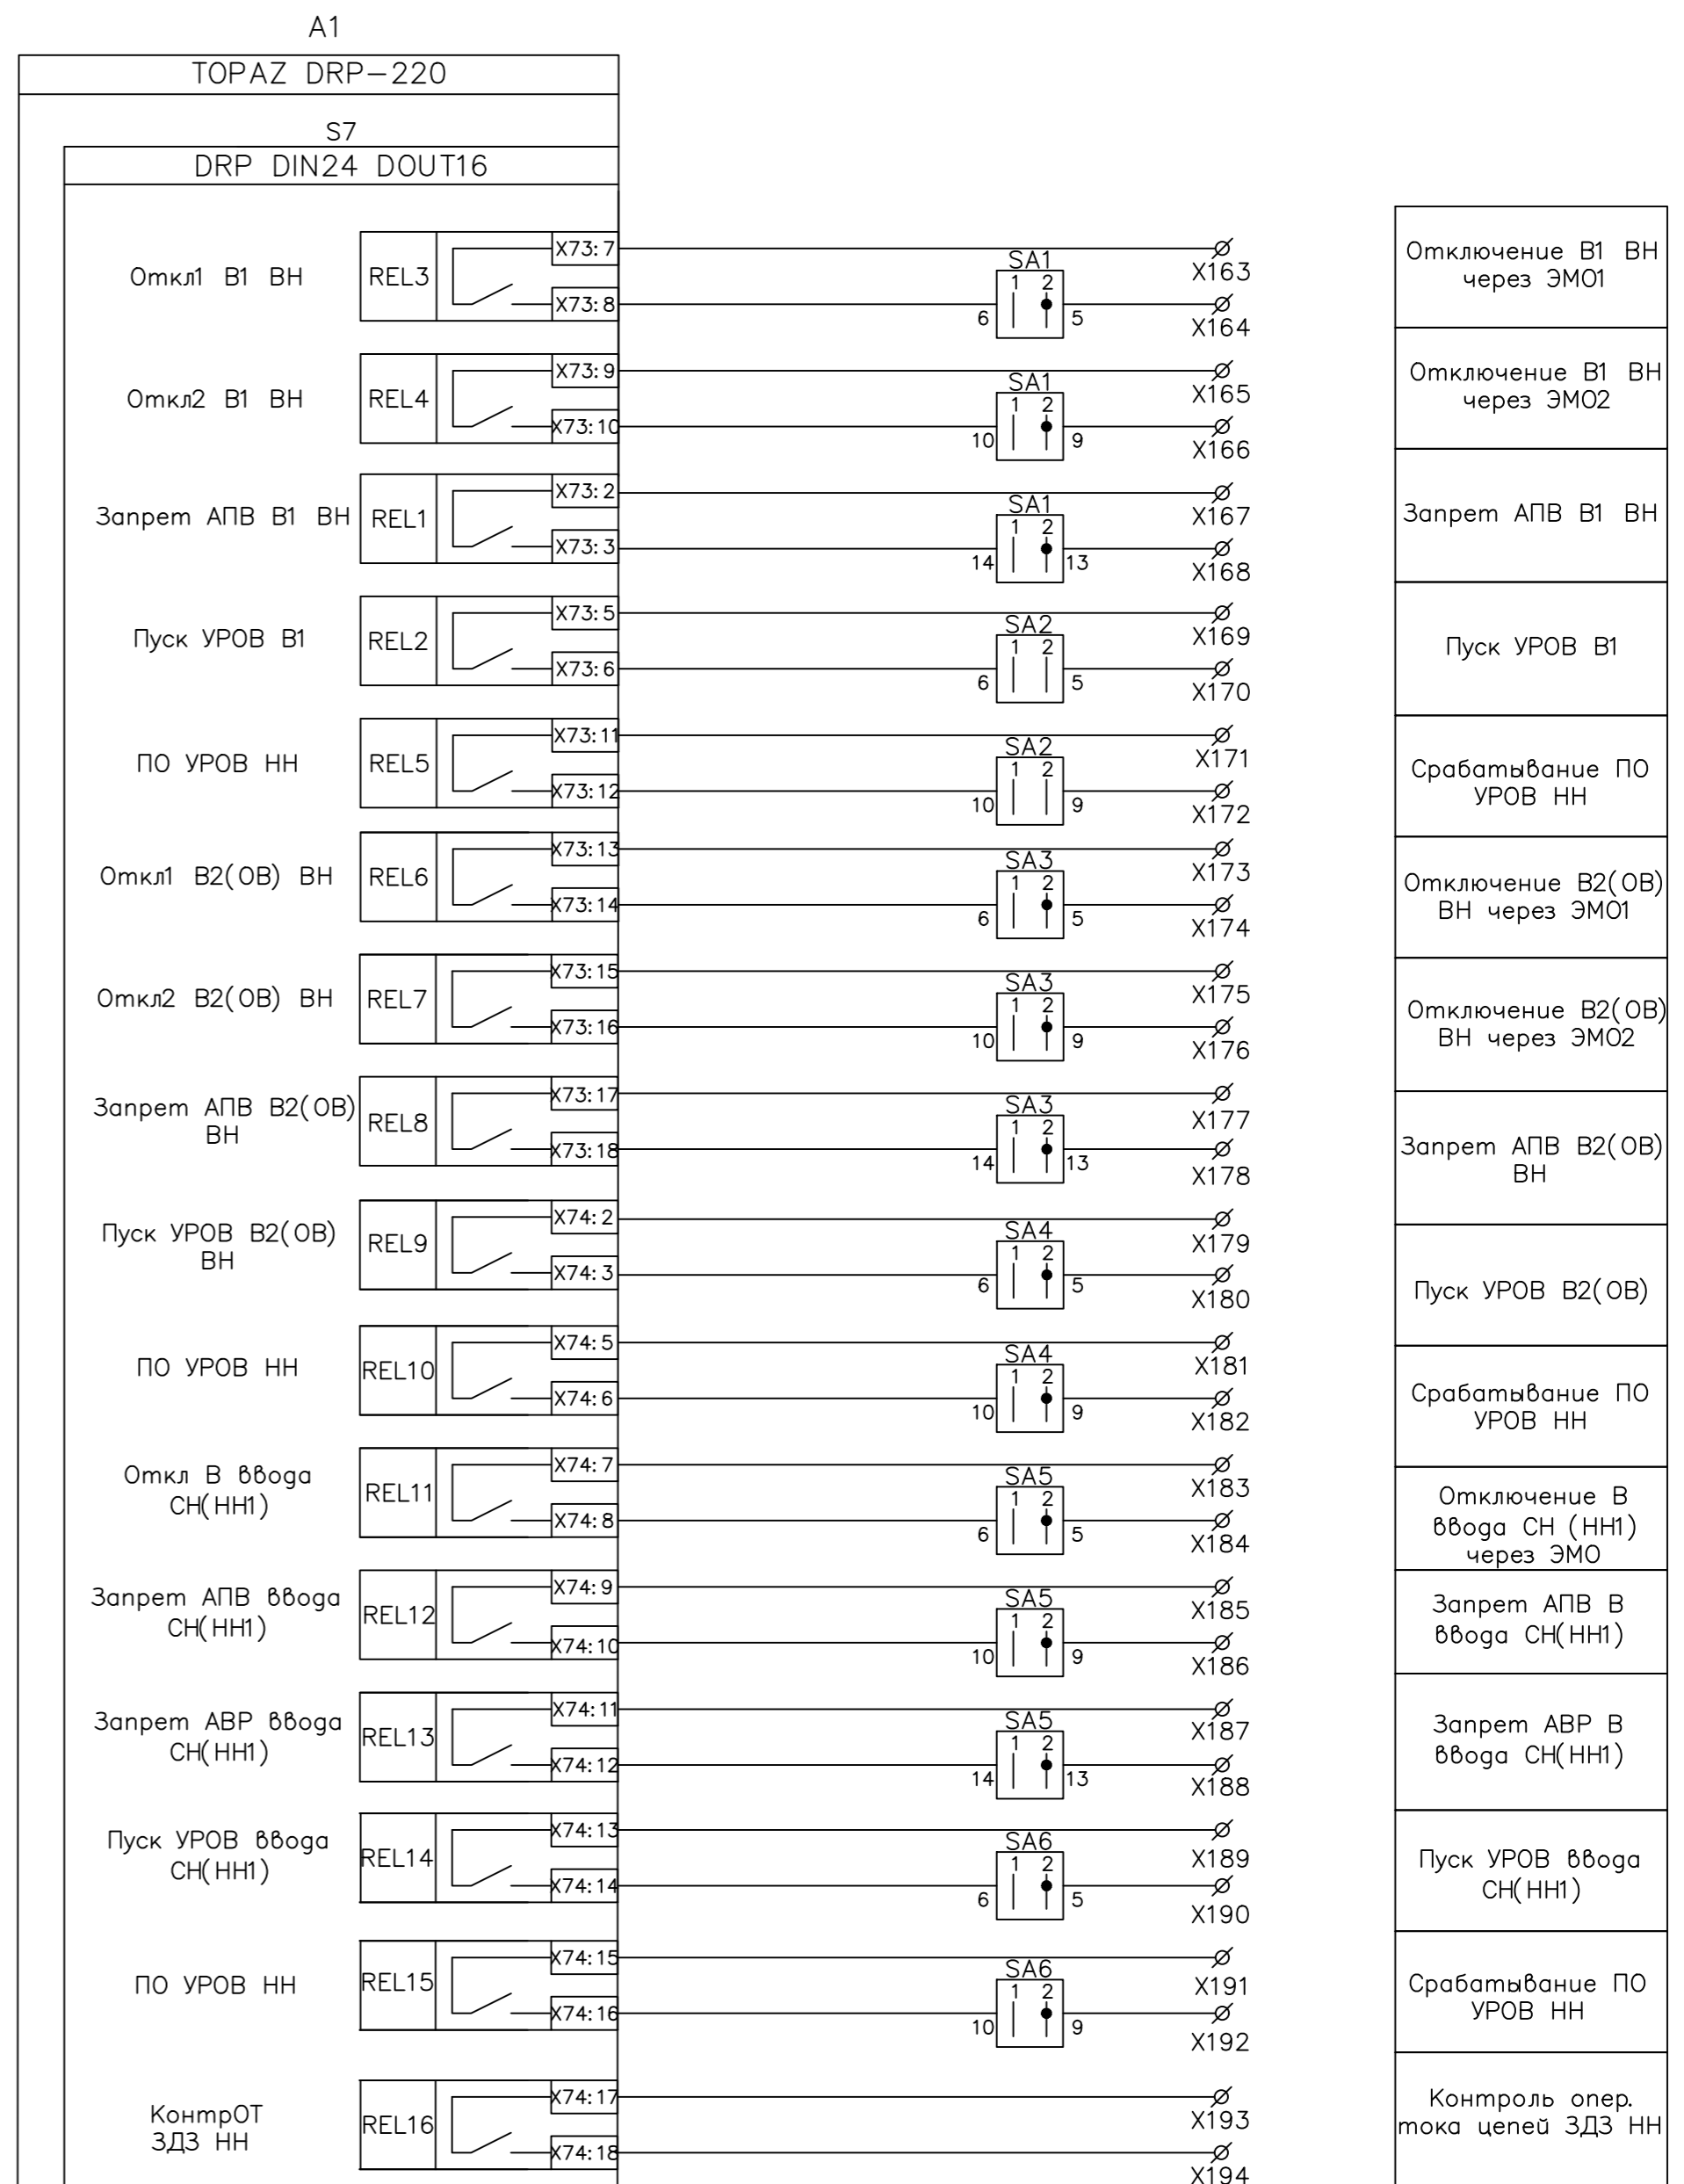 A1
TOPAZ DRP-220
S7
DRP DIN24 DOUT16
Откл1 В1 ВН
REL3
X73:7
X73:8
SA1
1 2
6
5
X163
X164
Отключение В1 ВН
через ЭМО1
Откл2 В1 ВН
REL4
X73:9
X73:10
SA1
1 2
10
9
X165
X166
Отключение В1 ВН
через ЭМО2
Запрет АПВ В1 ВН
REL1
X73:2
X73:3
SA1
1 2
14
13
X167
X168
Запрет АПВ В1 ВН
Пуск УРОВ В1
REL2
X73:5
X73:6
SA2
1 2
6
5
X169
X170
Пуск УРОВ В1
ПО УРОВ НН
REL5
X73:11
X73:12
SA2
1 2
10
9
X171
X172
Срабатывание ПО
УРОВ НН
Откл1 В2(ОВ) ВН
REL6
X73:13
X73:14
SA3
1 2
6
5
X173
X174
Отключение В2(ОВ)
ВН через ЭМО1
Откл2 В2(ОВ) ВН
REL7
X73:15
X73:16
SA3
1 2
10
9
X175
X176
Отключение В2(ОВ)
ВН через ЭМО2
Запрет АПВ В2(ОВ)
ВН
REL8
X73:17
X73:18
SA3
1 2
14
13
X177
X178
Запрет АПВ В2(ОВ)
ВН
Пуск УРОВ В2(ОВ)
ВН
REL9
X74:2
X74:3
SA4
1 2
6
5
X179
X180
Пуск УРОВ В2(ОВ)
ПО УРОВ НН
REL10
X74:5
X74:6
SA4
1 2
10
9
X181
X182
Срабатывание ПО
УРОВ НН
Откл В ввода
СН(НН1)
REL11
X74:7
X74:8
SA5
1 2
6
5
X183
X184
Отключение В
ввода СН (НН1)
через ЭМО
Запрет АПВ ввода
СН(НН1)
REL12
X74:9
X74:10
SA5
1 2
10
9
X185
X186
Запрет АПВ В
ввода СН(НН1)
Запрет АВР ввода
СН(НН1)
REL13
X74:11
X74:12
SA5
1 2
14
13
X187
X188
Запрет АВР В
ввода СН(НН1)
Пуск УРОВ ввода
СН(НН1)
REL14
X74:13
X74:14
SA6
1 2
6
5
X189
X190
Пуск УРОВ ввода
СН(НН1)
ПО УРОВ НН
REL15
X74:15
X74:16
SA6
1 2
10
9
X191
X192
Срабатывание ПО
УРОВ НН
КонтрОТ
ЗДЗ НН
REL16
X74:17
X74:18
X193
X194
Контроль опер.
тока цепей ЗДЗ НН